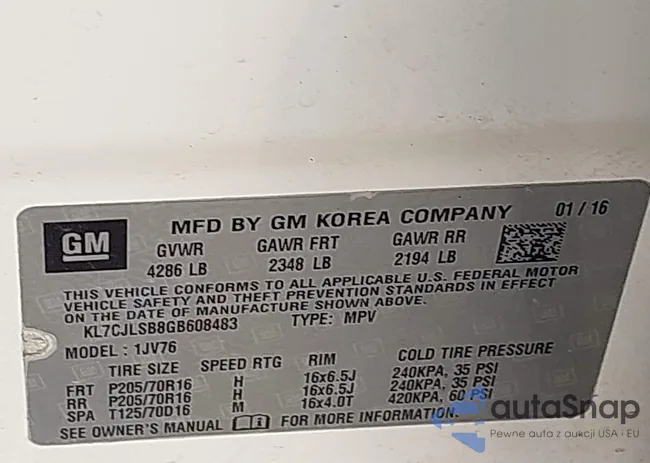 GM
MFD BY GM KOREA COMPANY 01/16
GVWR GAWR FRT GAWR RR
4286 LB 2348 LB 2194 LB
THIS VEHICLE CONFORMS TO ALL APPLICABLE U.S. FEDERAL MOTOR
VEHICLE SAFETY AND THEFT PREVENTION STANDARDS IN EFFECT
ON THE DATE OF MANUFACTURE SHOWN ABOVE.
KL7CJLSB8GB608483 TYPE: MPV
MODEL: 1JV76
TIRE SIZE SPEED RTG RIM COLD TIRE PRESSURE
FRT P205/70R16 H 16x6.5J 240KPA, 35 PSI
RR P205/70R16 H 16x6.5J 240KPA, 35 PSI
SPA T125/70D16 M 16x4.0T 420KPA, 60 PSI
SEE OWNER'S MANUAL FOR MORE INFORMATION.
autaSnap
Pewne auta z aukcji USA i EU